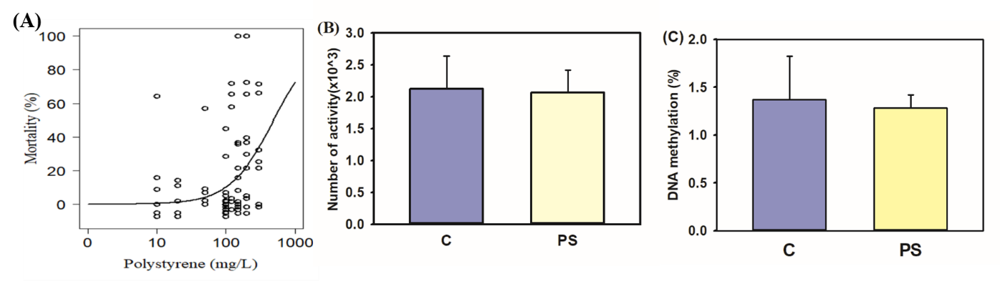 (A)
100
80
60
40
20
0
Mortality (%)
0 10 100 1000
Polystyrene (mg/L)
(B)
3.0
2.5
2.0
1.5
1.0
0.5
0.0
Number of activity(x10^3)
C PS
(C)
2.0
1.5
1.0
0.5
0.0
DNA methylation (%)
C PS